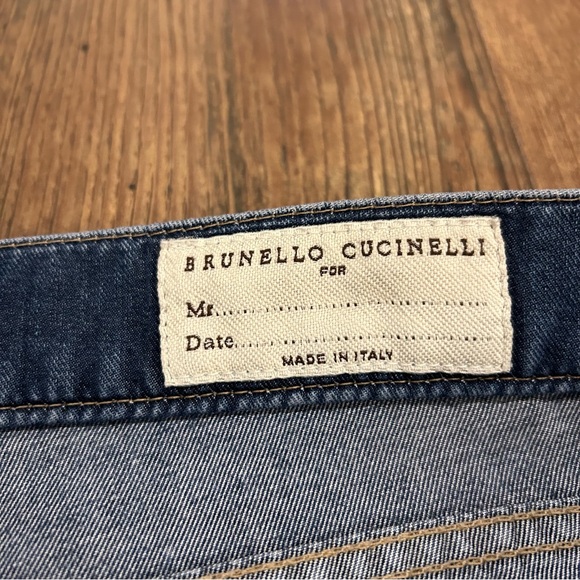 BRUNELLO CUCINELLI
FOR
Mr..............................
Date...........................
MADE IN ITALY